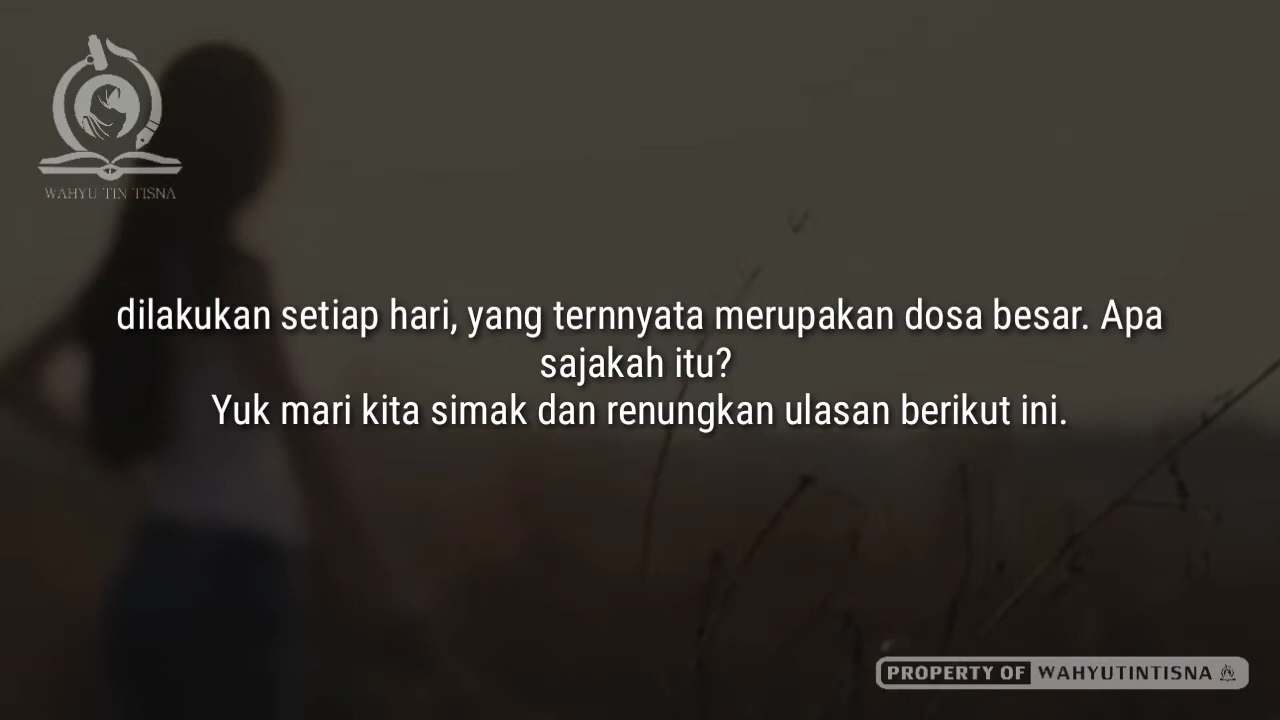 WAHYU TIN TISNA
dilakukan setiap hari, yang ternnyata merupakan dosa besar. Apa
sajakah itu?
Yuk mari kita simak dan renungkan ulasan berikut ini.
PROPERTY OF WAHYUTINTISNA